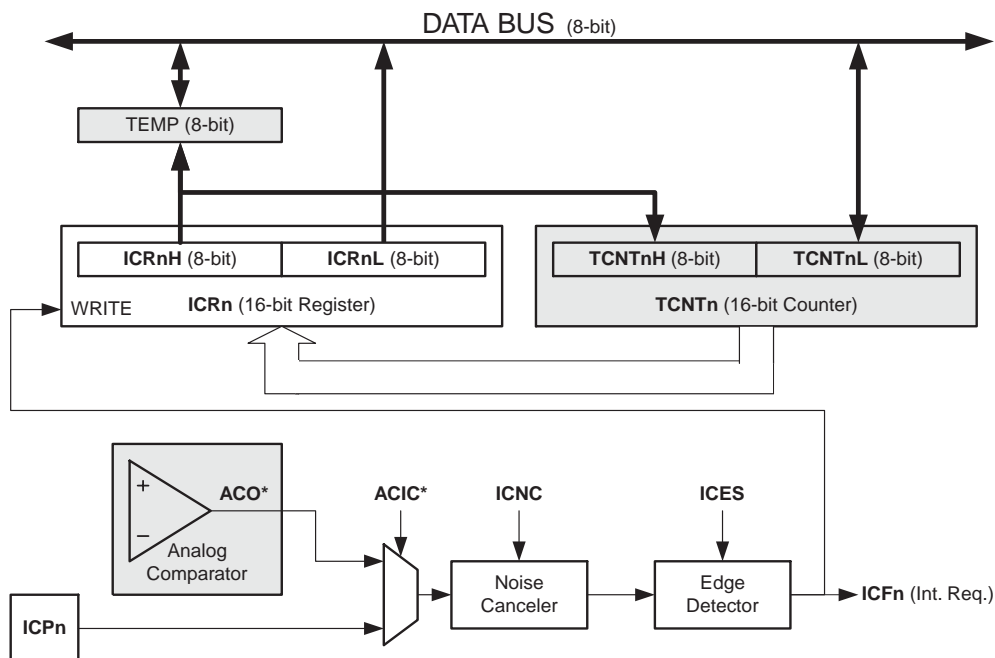 DATA BUS (8-bit)
TEMP (8-bit)
ICRnH (8-bit) ICRnL (8-bit) TCNTnH (8-bit) TCNTnL (8-bit)
WRITE ICRn (16-bit Register) TCNTn (16-bit Counter)
+ ACO* ACIC* ICNC ICES
−
Analog
Comparator
Noise
Canceler
Edge
Detector
ICFn (Int. Req.)
ICPn